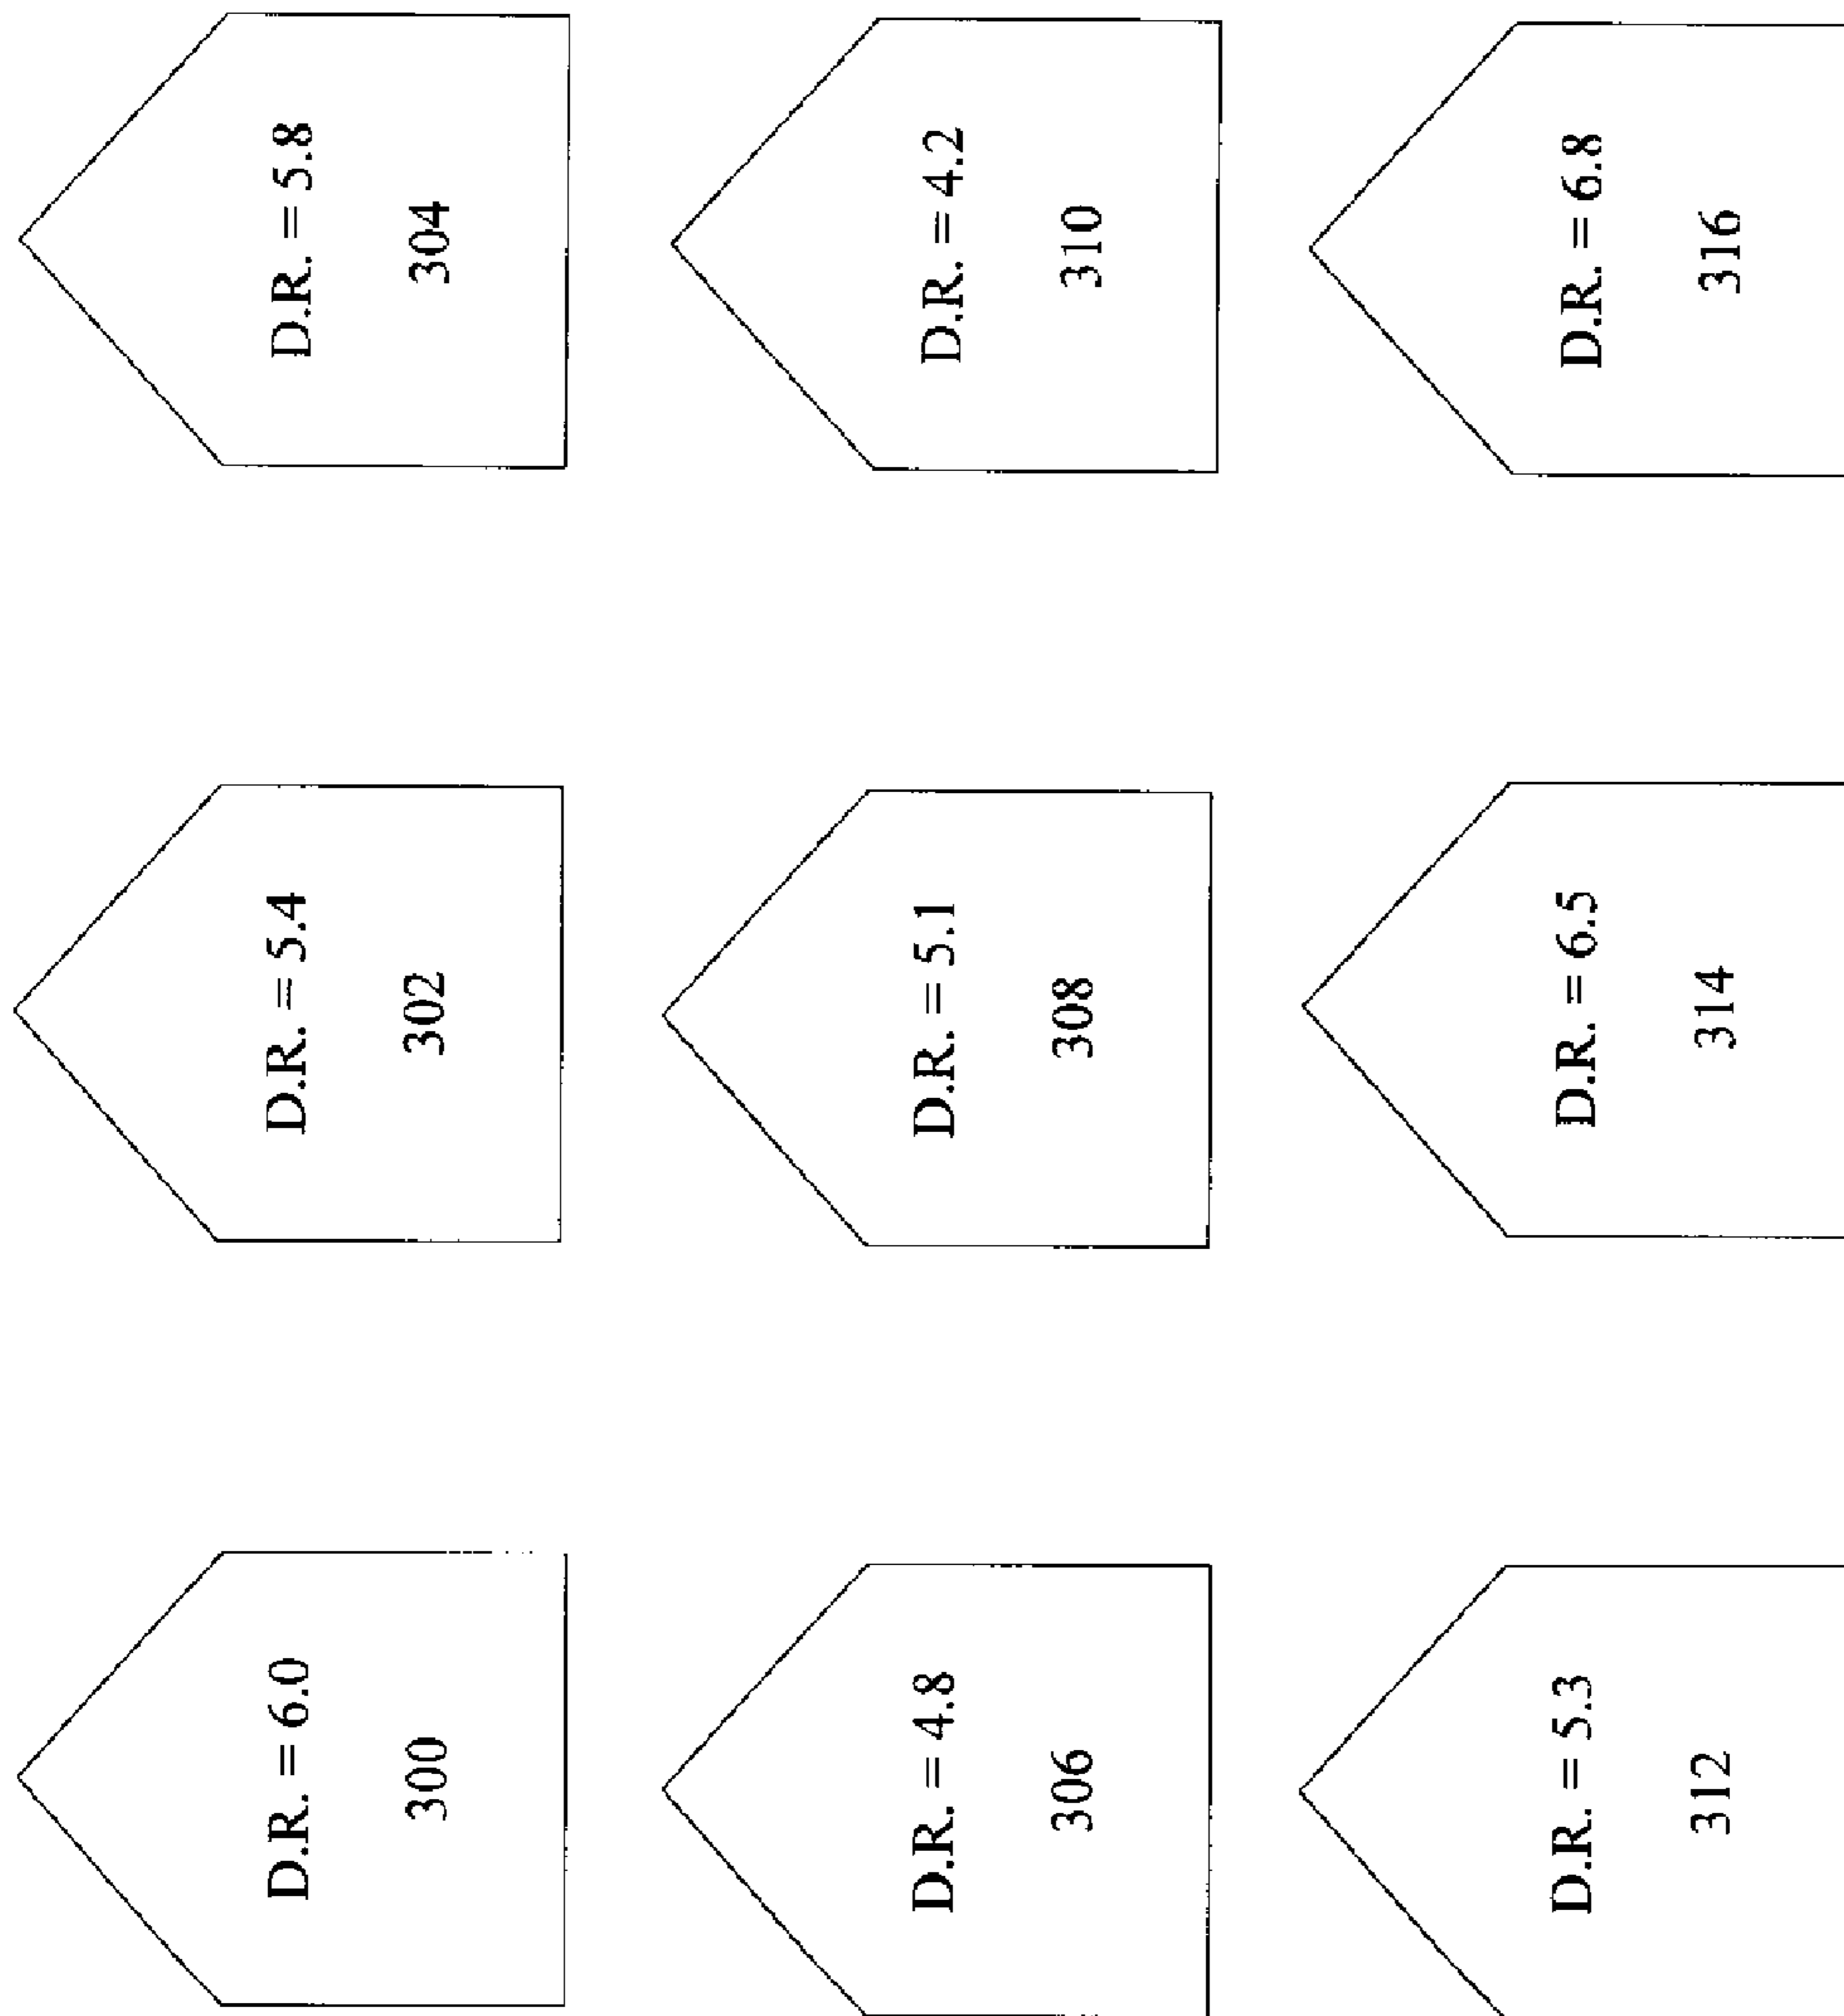 D.R. = 6.0
300
D.R. = 5.4
302
D.R. = 5.8
304
D.R. = 4.8
306
D.R. = 5.1
308
D.R. = 4.2
310
D.R. = 5.3
312
D.R. = 6.5
314
D.R. = 6.8
316